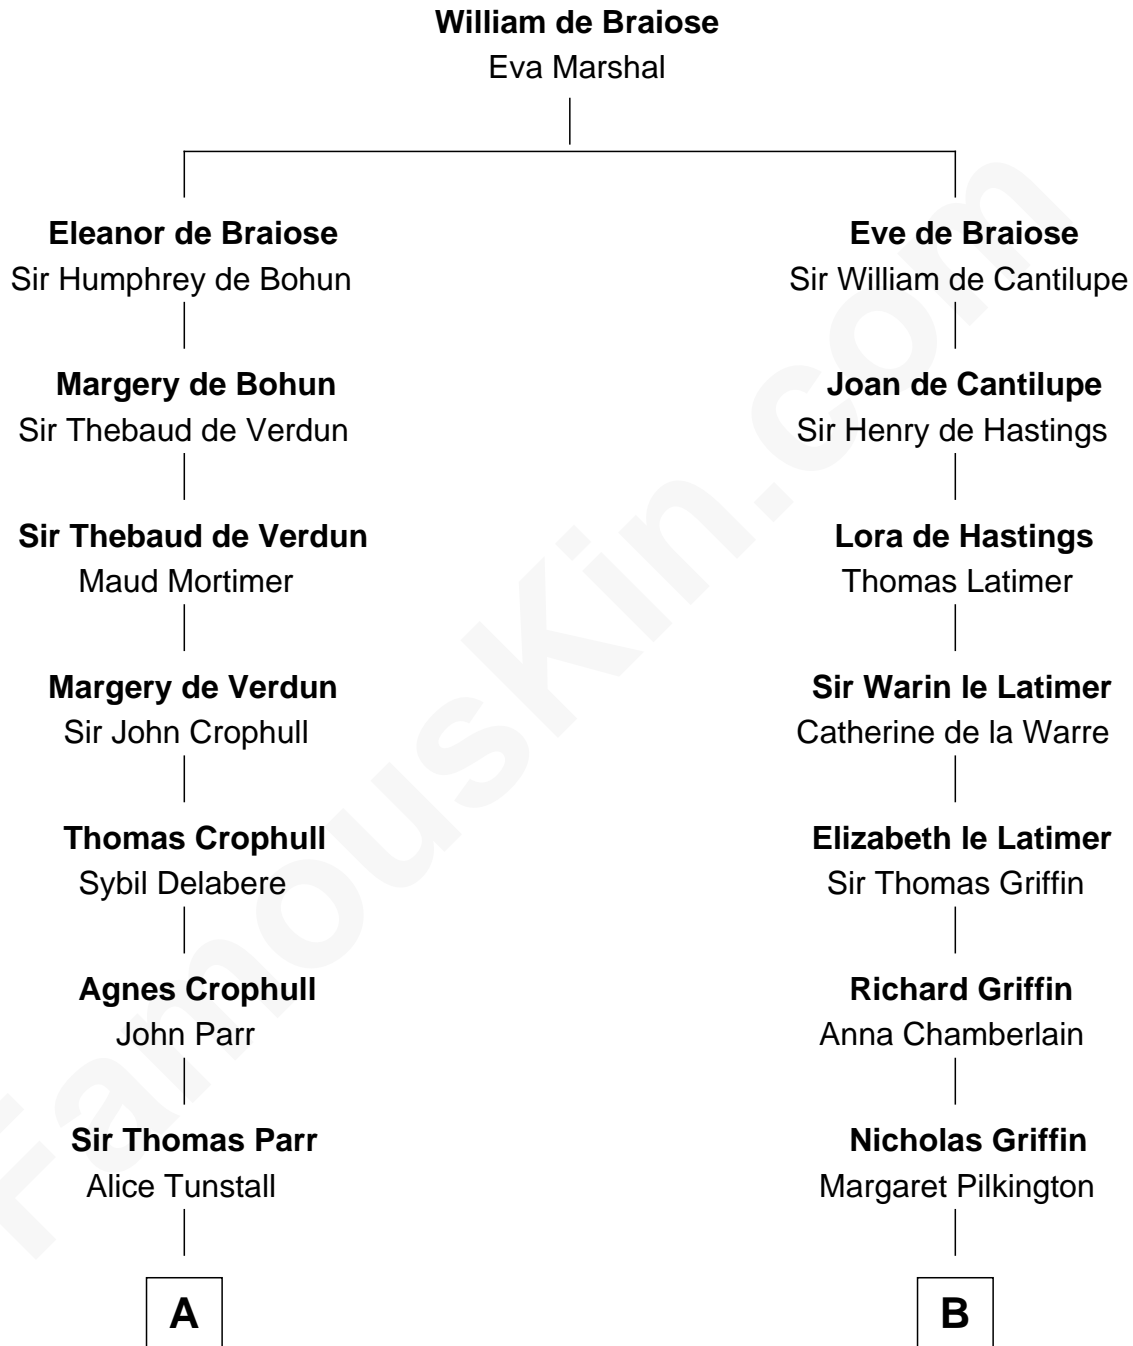 William de Braiose
Eva Marshal
Eleanor de Braiose
Sir Humphrey de Bohun
Eve de Braiose
Sir William de Cantilupe
Margery de Bohun
Sir Thebaud de Verdun
Joan de Cantilupe
Sir Henry de Hastings
Sir Thebaud de Verdun
Maud Mortimer
Lora de Hastings
Thomas Latimer
Margery de Verdun
Sir John Crophull
Sir Warin le Latimer
Catherine de la Warre
Thomas Crophull
Sybil Delabere
Elizabeth le Latimer
Sir Thomas Griffin
Agnes Crophull
John Parr
Richard Griffin
Anna Chamberlain
Sir Thomas Parr
Alice Tunstall
Nicholas Griffin
Margaret Pilkington
A
B
FamousKin.com